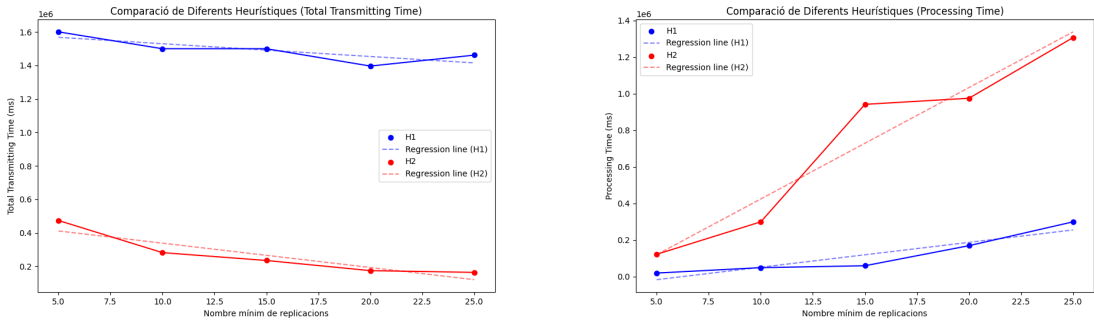 Comparació de Diferents Heurístiques (Total Transmitting Time)
1e6
Total Transmitting Time (ms)
1.6
1.4
1.2
1.0
0.8
0.6
0.4
0.2
H1
Regression line (H1)
H2
Regression line (H2)
5.0 7.5 10.0 12.5 15.0 17.5 20.0 22.5 25.0
Nombre mínim de replicacions
Comparació de Diferents Heurístiques (Processing Time)
1e6
Processing Time (ms)
1.4
1.2
1.0
0.8
0.6
0.4
0.2
0.0
H1
Regression line (H1)
H2
Regression line (H2)
5.0 7.5 10.0 12.5 15.0 17.5 20.0 22.5 25.0
Nombre mínim de replicacions